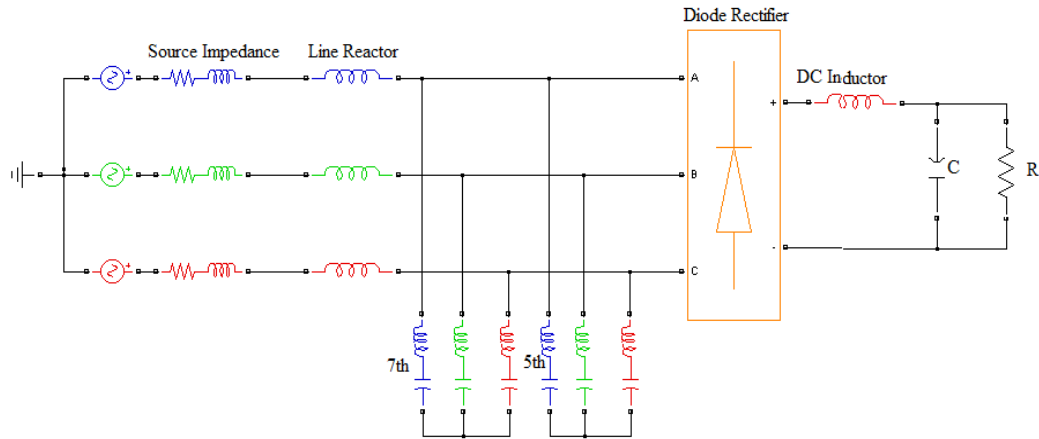 Diode Rectifier
Source Impedance
Line Reactor
DC Inductor
A
B
C
+
-
+
+
+
C
R
7th
5th